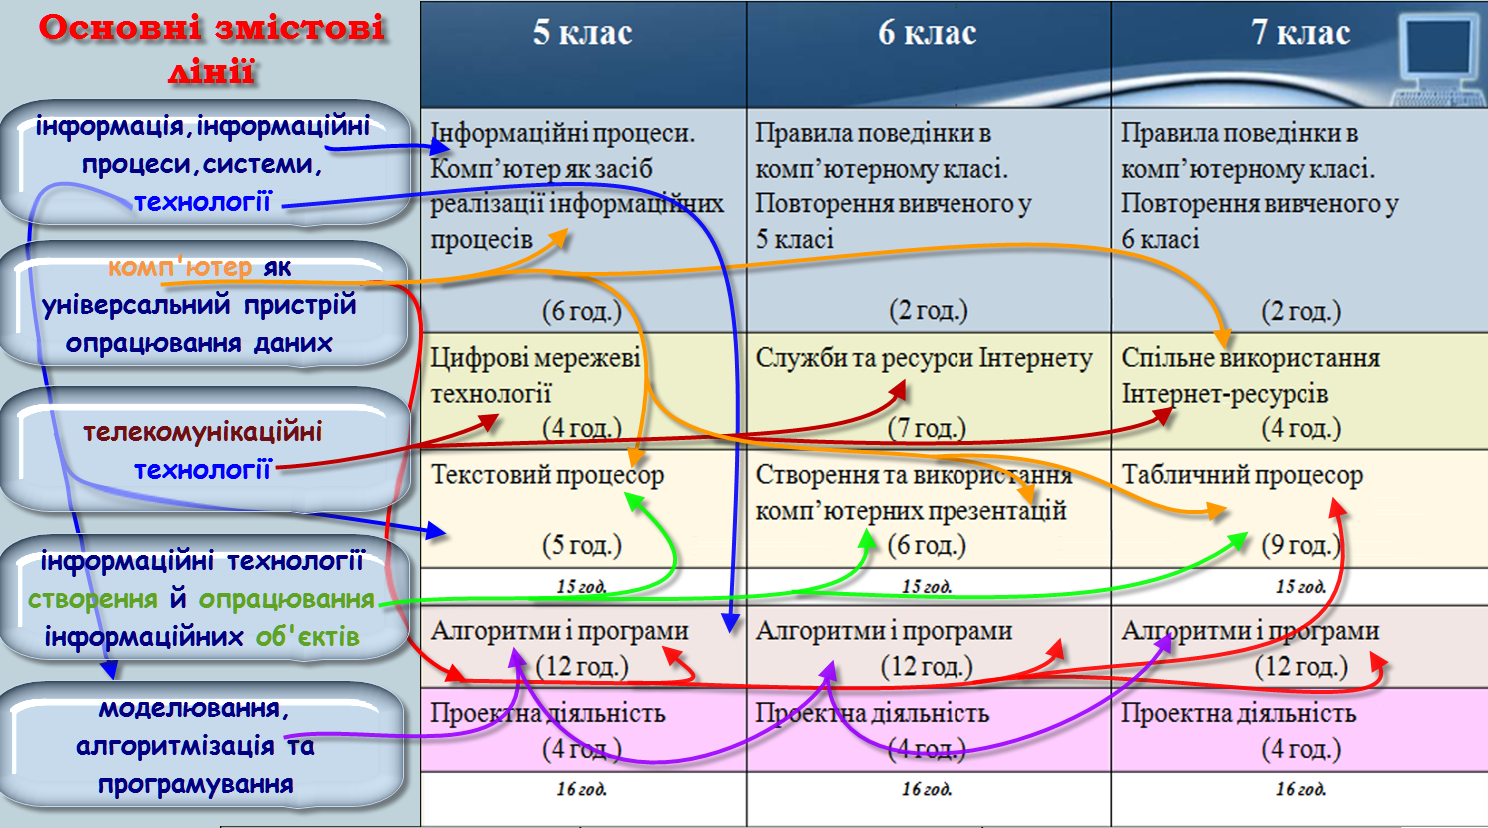 Основні змістові
лінії
5 клас
6 клас
7 клас
інформація, інформаційні
процеси, системи,
технології
комп'ютер як
універсальний пристрій
опрацювання даних
телекомунікаційні
технології
інформаційні технології
створення й опрацювання
інформаційних об'єктів
моделювання,
алгоритмізація та
програмування
Інформаційні процеси.
Комп’ютер як засіб
реалізації інформаційних
процесів
(6 год.)
Правила поведінки в
комп’ютерному класі.
Повторення вивченого у
5 класі
(2 год.)
Правила поведінки в
комп’ютерному класі.
Повторення вивченого у
6 класі
(2 год.)
Цифрові мережеві
технології
(4 год.)
Служби та ресурси Інтернету
(7 год.)
Спільне використання
Інтернет-ресурсів
(4 год.)
Текстовий процесор
(5 год.)
Створення та використання
комп’ютерних презентацій
(6 год.)
Табличний процесор
(9 год.)
15 год.
15 год.
15 год.
Алгоритми і програми
(12 год.)
Алгоритми і програми
(12 год.)
Алгоритми і програми
(12 год.)
Проектна діяльність
(4 год.)
Проектна діяльність
(4 год.)
Проектна діяльність
(4 год.)
16 год.
16 год.
16 год.